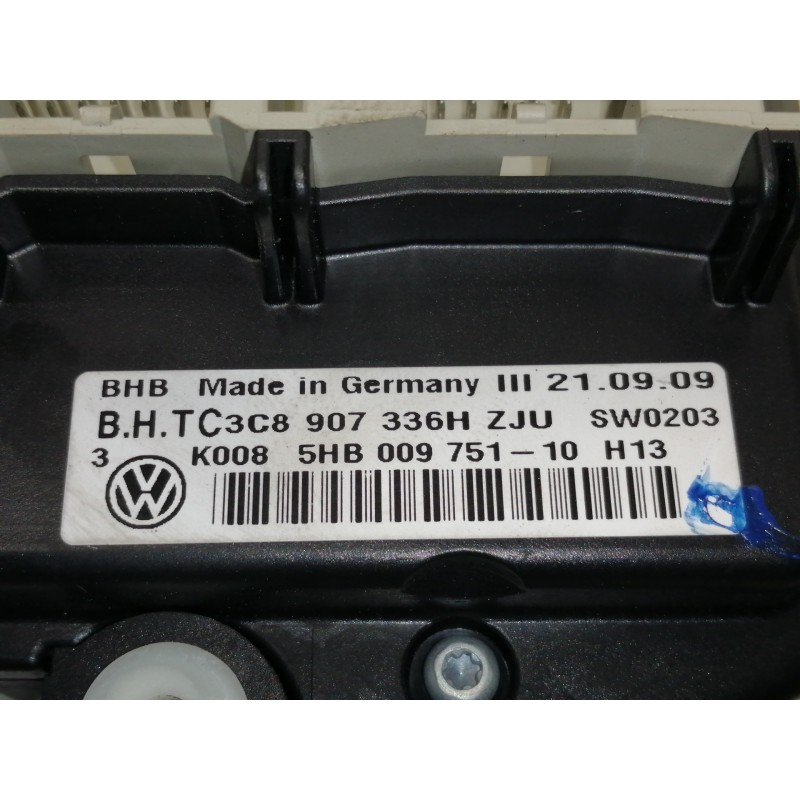 BHB Made in Germany III 21.09.09
B.H.TC3C8 907 336H ZJU SW0203
3 K008 5HB 009 751-10 H13